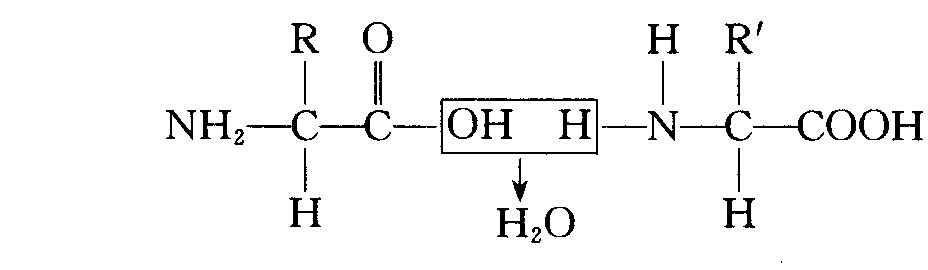 R O H R′
NH₂—C—C—OH H—N—C—COOH
H H₂O H